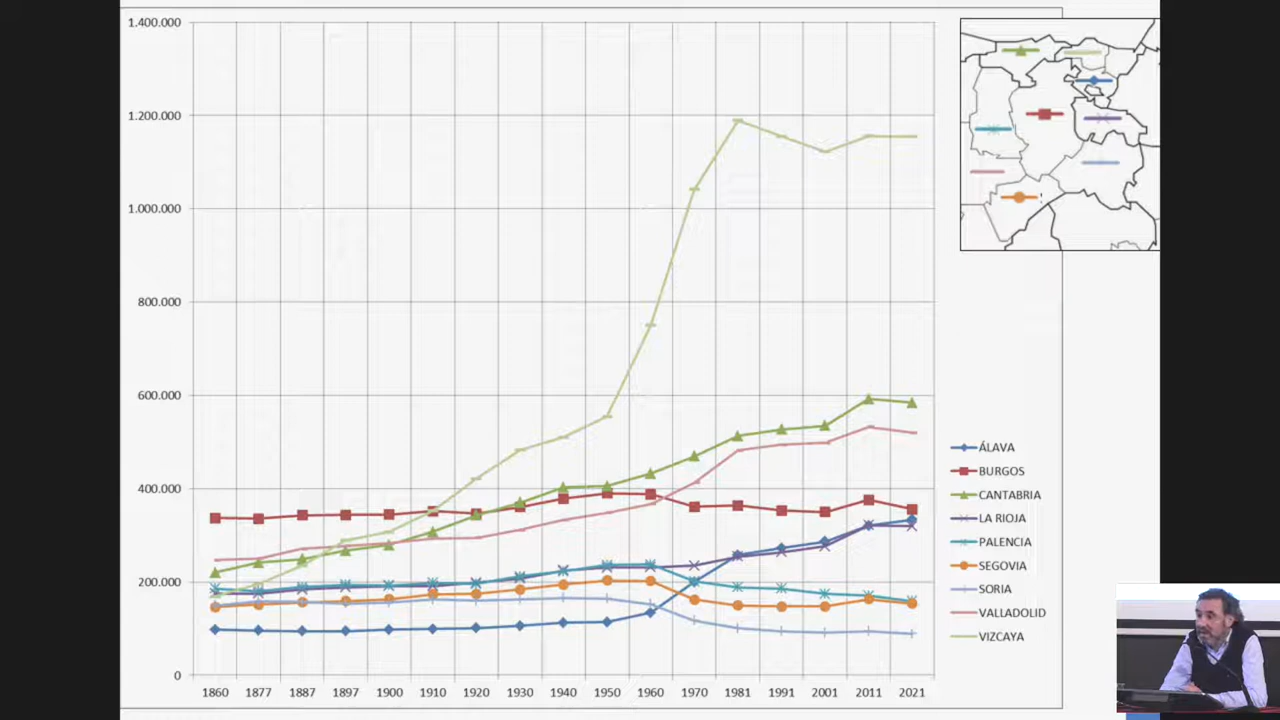 1.400.000
1.200.000
1.000.000
800.000
600.000
400.000
200.000
0
1860 1877 1887 1897 1900 1910 1920 1930 1940 1950 1960 1970 1981 1991 2001 2011 2021
ÁLAVA
BURGOS
CANTABRIA
LA RIOJA
PALENCIA
SEGOVIA
SORIA
VALLADOLID
VIZCAYA